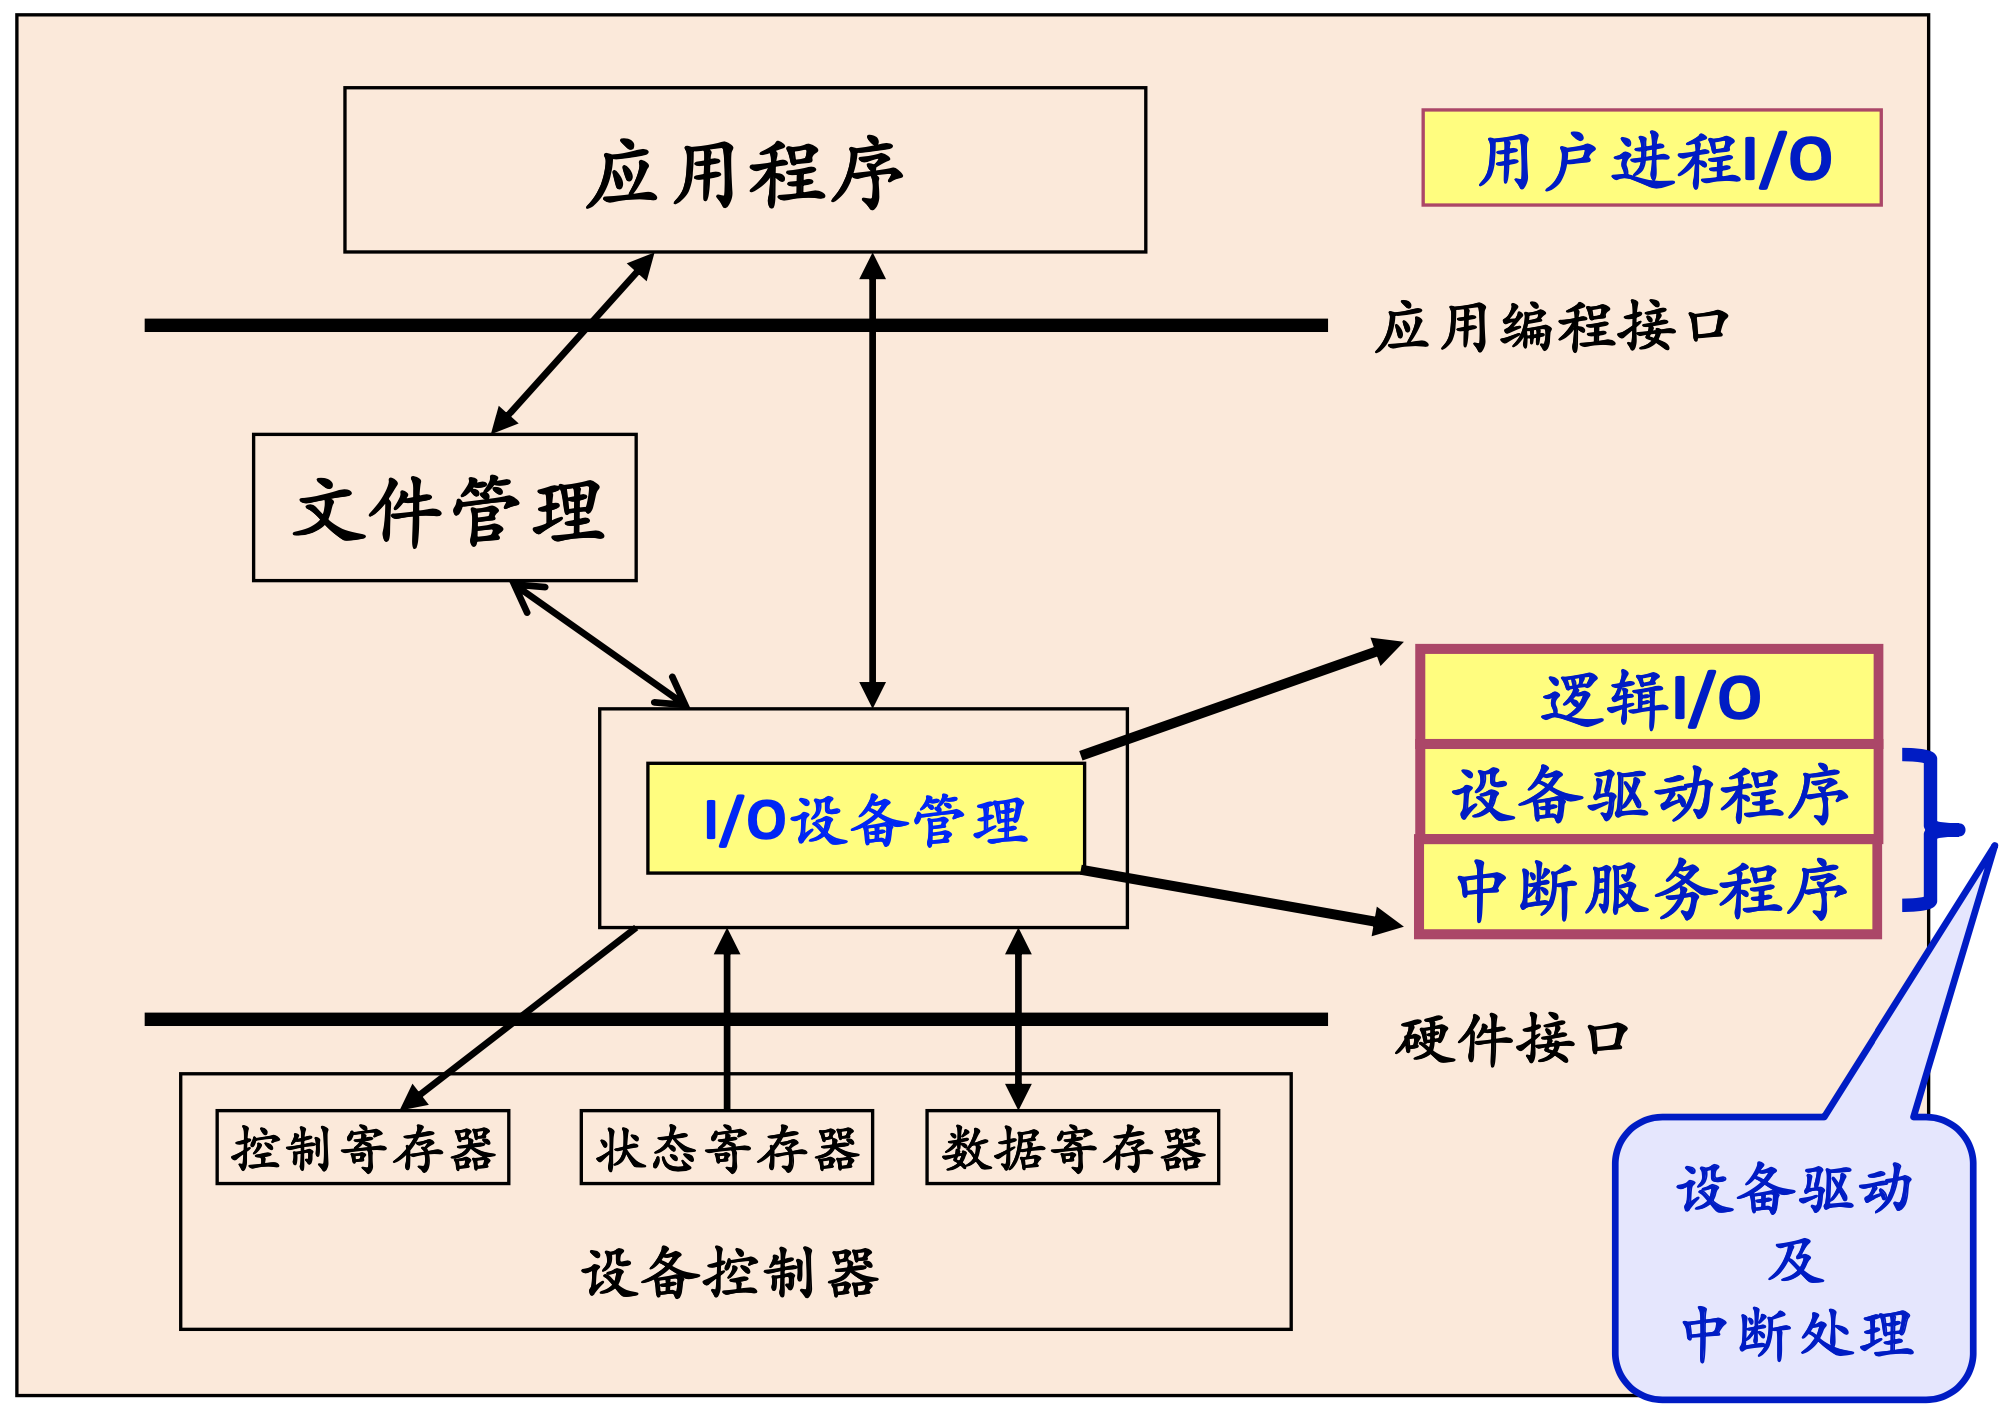 应用程序
用户进程I/O
应用编程接口
文件管理
逻辑I/O
I/O设备管理
设备驱动程序
中断服务程序
硬件接口
控制寄存器
状态寄存器
数据寄存器
设备控制器
设备驱动
及
中断处理